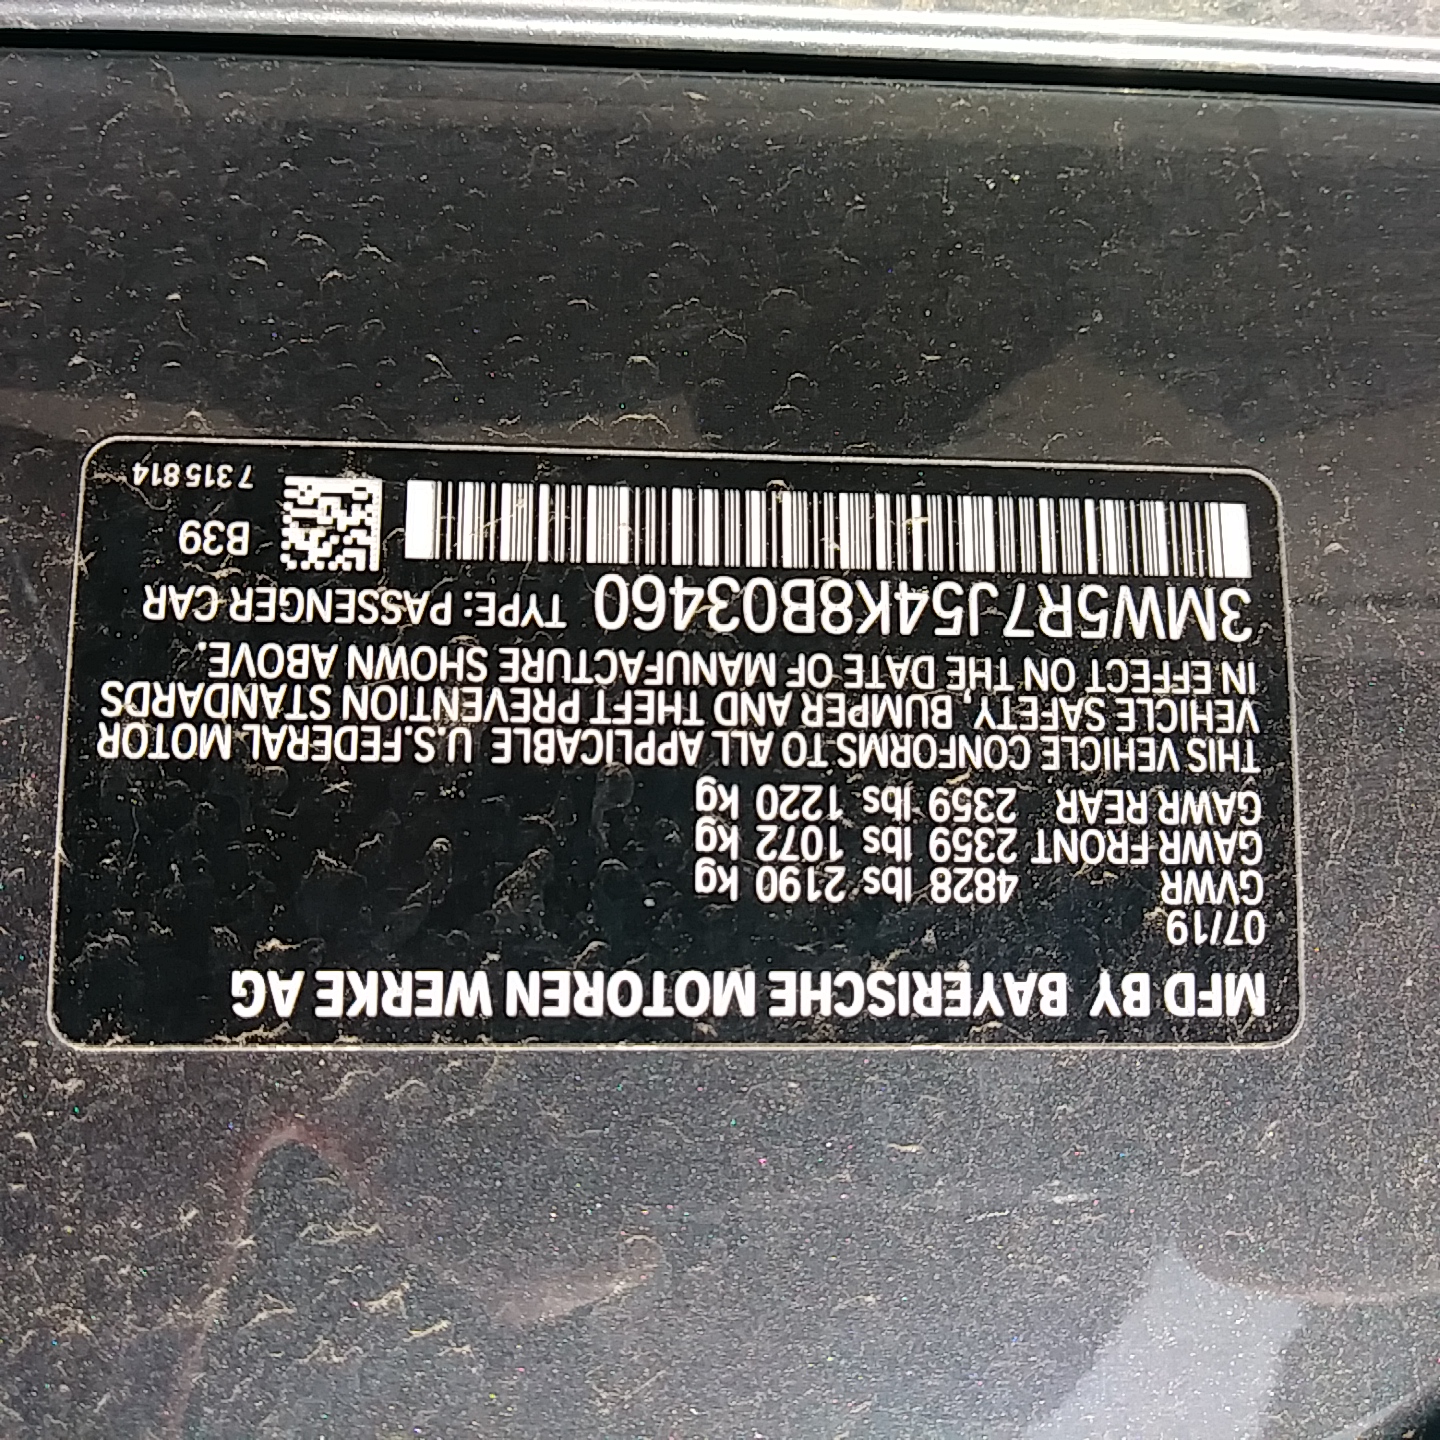 MFD BY BAYERISCHE MOTOREN WERKE AG
07/19
GVWR 4828 lbs 2190 kg
GAWR FRONT 2359 lbs 1072 kg
GAWR REAR 2359 lbs 1220 kg
THIS VEHICLE CONFORMS TO ALL APPLICABLE U.S.FEDERAL MOTOR
VEHICLE SAFETY, BUMPER AND THEFT PREVENTION STANDARDS
IN EFFECT ON THE DATE OF MANUFACTURE SHOWN ABOVE.
3MW5R7J54K8B03460 TYPE: PASSENGER CAR
B39
7315814